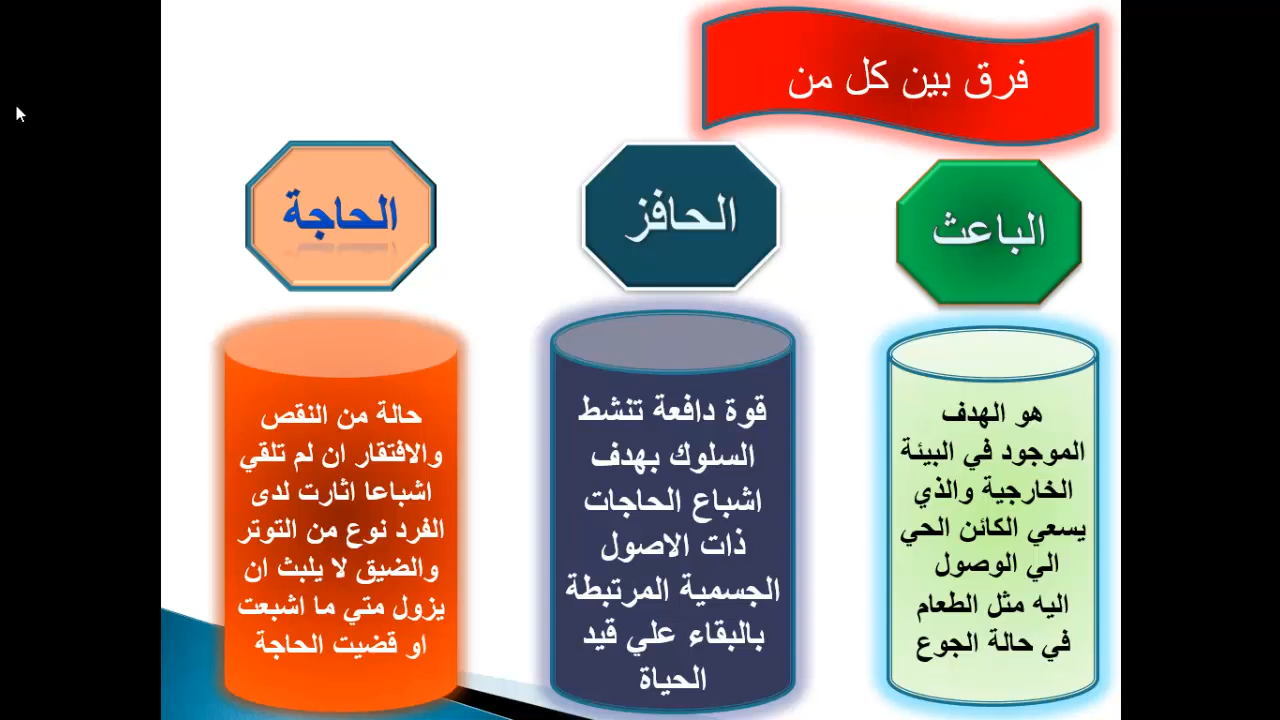 فرق بين كل من
الباعث
هو الهدف
الموجود في البيئة
الخارجية والذي
يسعي الكائن الحي
الي الوصول
اليه مثل الطعام
في حالة الجوع
الحافز
قوة دافعة تنشط
السلوك بهدف
اشباع الحاجات
ذات الاصول
الجسمية المرتبطة
بالبقاء علي قيد
الحياة
الحاجة
حالة من النقص
والافتقار ان لم تلقي
اشباعا اثارت لدى
الفرد نوع من التوتر
والضيق لا يلبث ان
يزول متي ما اشبعت
او قضيت الحاجة